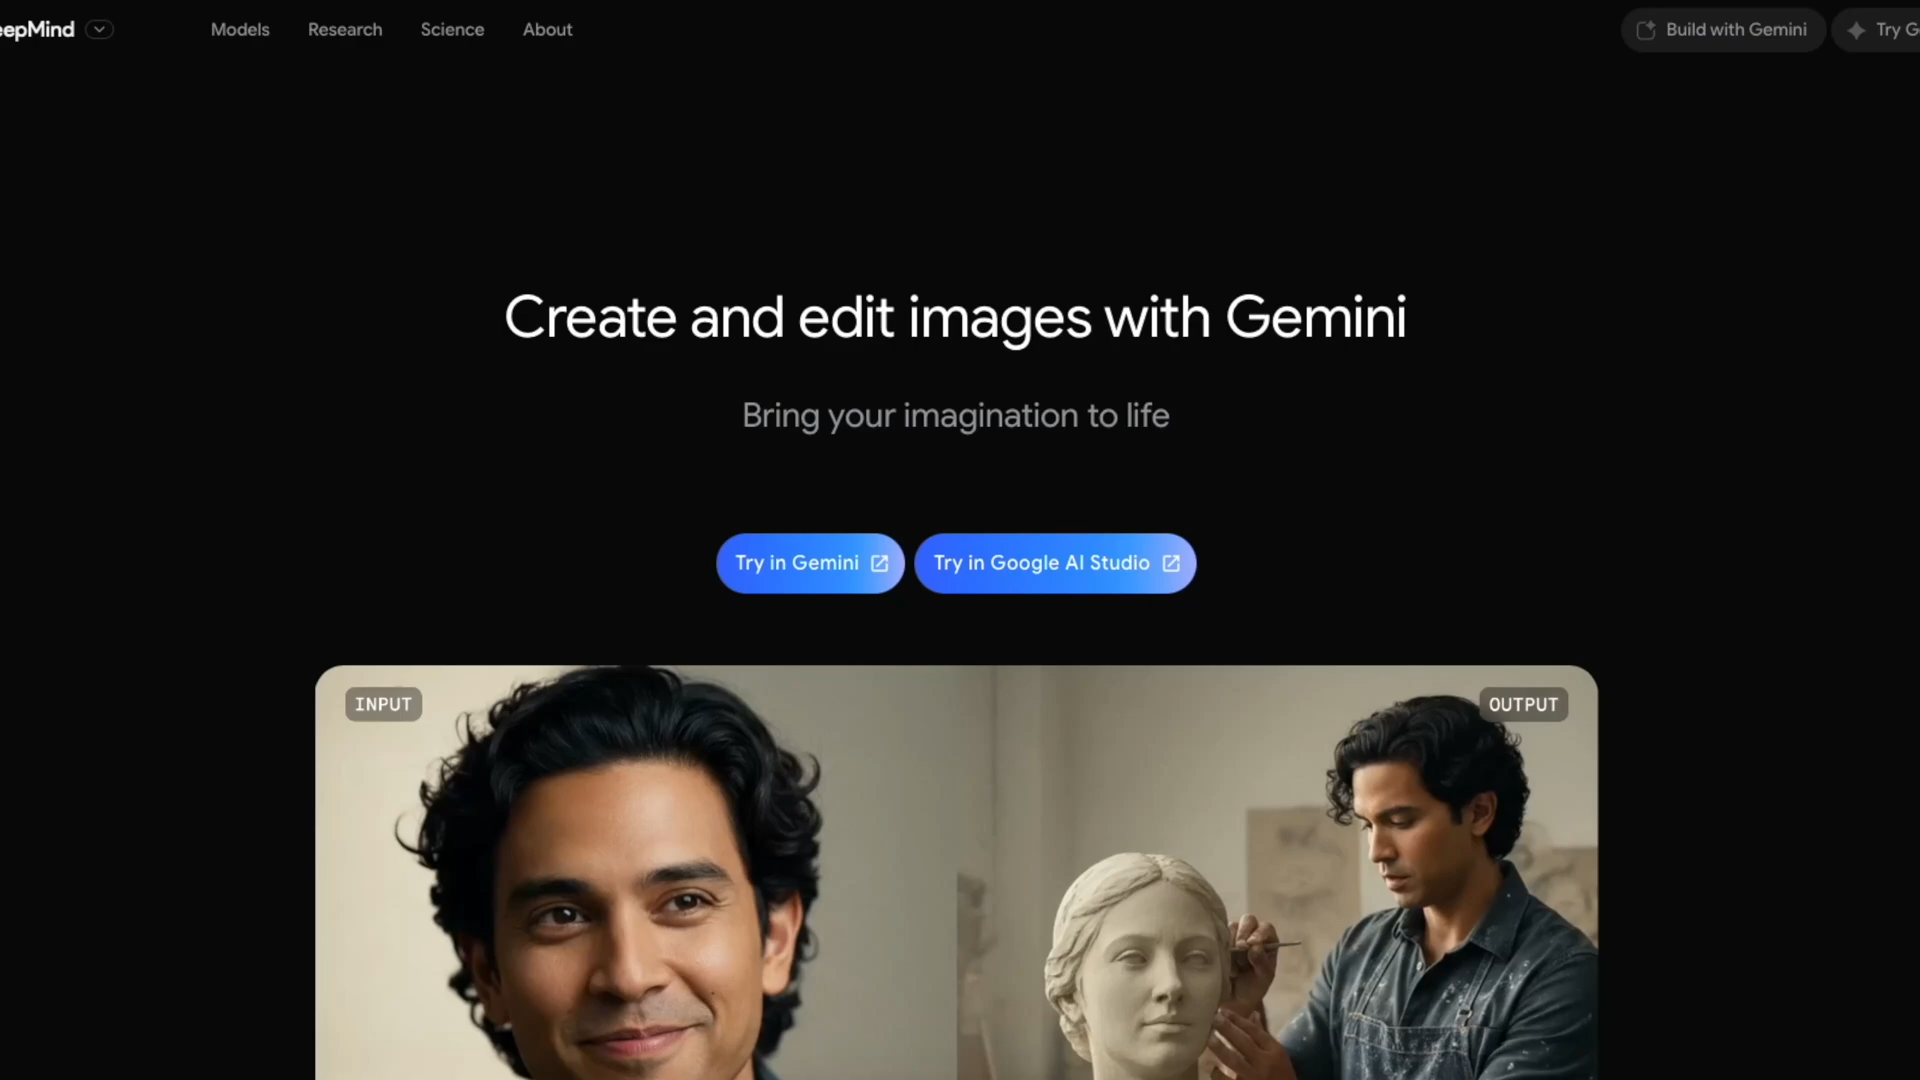 eepMind
Models
Research
Science
About
Build with Gemini
Try G
Create and edit images with Gemini
Bring your imagination to life
Try in Gemini
Try in Google AI Studio
INPUT
OUTPUT